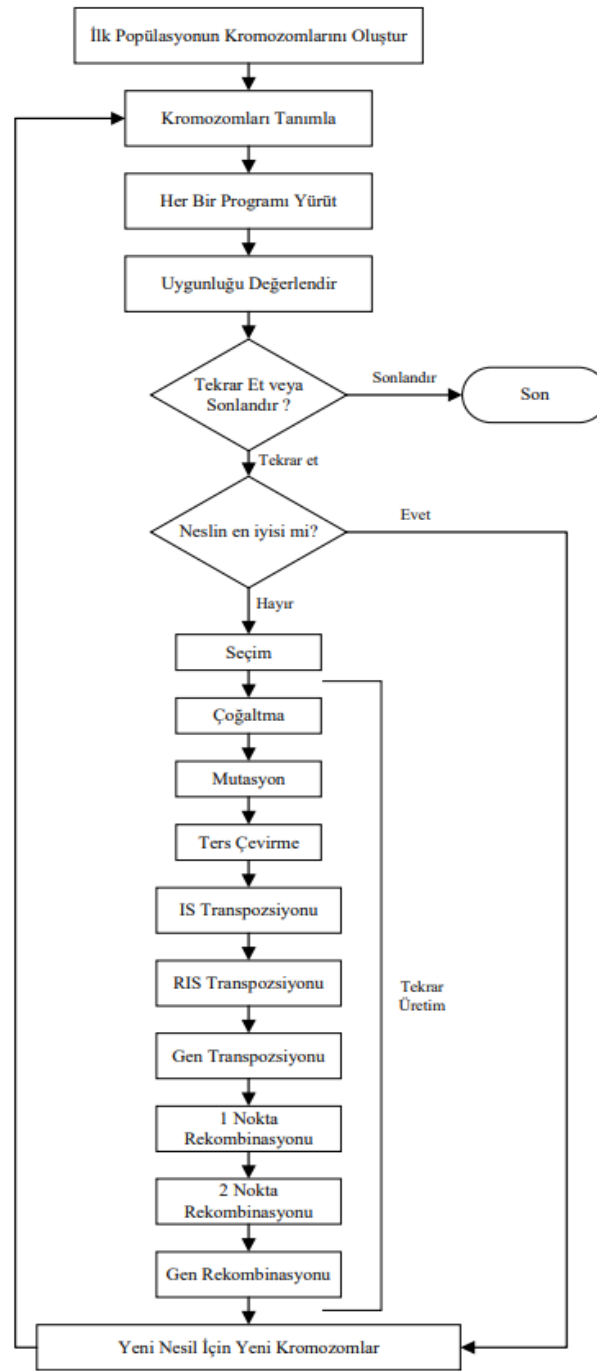 İlk Popülasyonun Kromozomlarını Oluştur
Kromozomları Tanımla
Her Bir Programı Yürüt
Uygunluğu Değerlendir
Tekrar Et veya
Sonlandır ?
Sonlandır
Son
Tekrar et
Neslin en iyisi mi?
Evet
Hayır
Seçim
Çoğaltma
Mutasyon
Ters Çevirme
IS Transpozsiyonu
RIS Transpozsiyonu
Tekrar
Üretim
Gen Transpozsiyonu
1 Nokta
Rekombinasyonu
2 Nokta
Rekombinasyonu
Gen Rekombinasyonu
Yeni Nesil İçin Yeni Kromozomlar